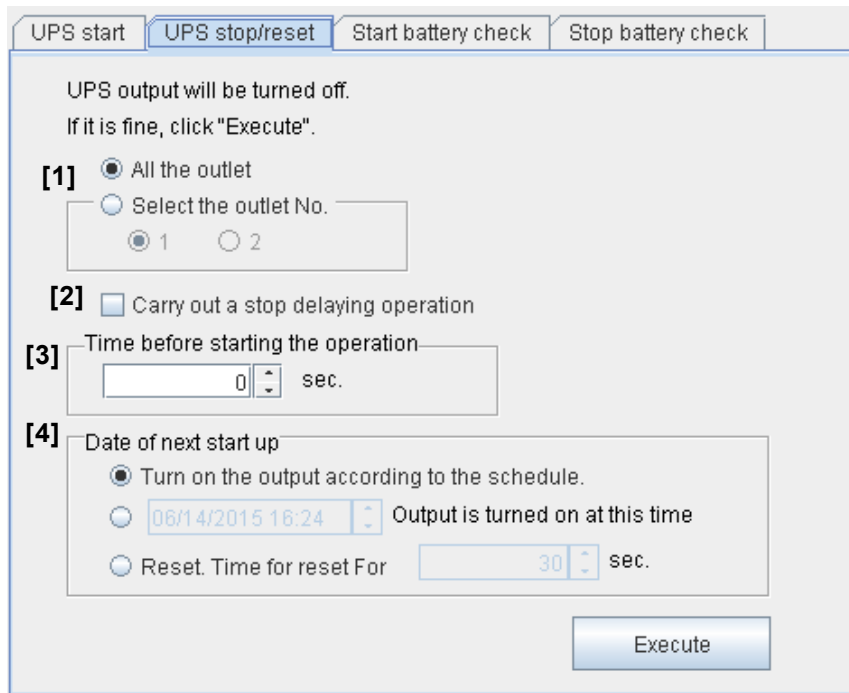 UPS start UPS stop/reset Start battery check Stop battery check
UPS output will be turned off.
If it is fine, click "Execute".
[1] All the outlet
Select the outlet No.
1 2
[2] Carry out a stop delaying operation
[3] Time before starting the operation
0 sec.
[4] Date of next start up
Turn on the output according to the schedule.
06/14/2015 16:24 Output is turned on at this time
Reset. Time for reset For 30 sec.
Execute